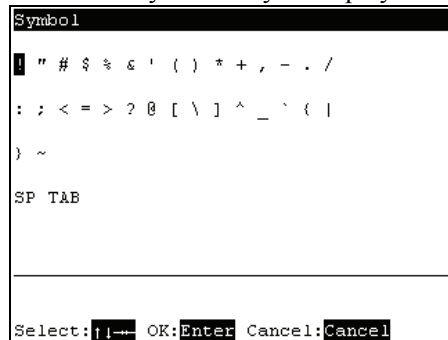 Symbol
! " # $ % & ' ( ) * + , - . /
: ; < = > ? @ [ \ ] ^ _ ` { |
} ~
SP TAB
Select:↑↓→← OK:Enter Cancel:Cancel